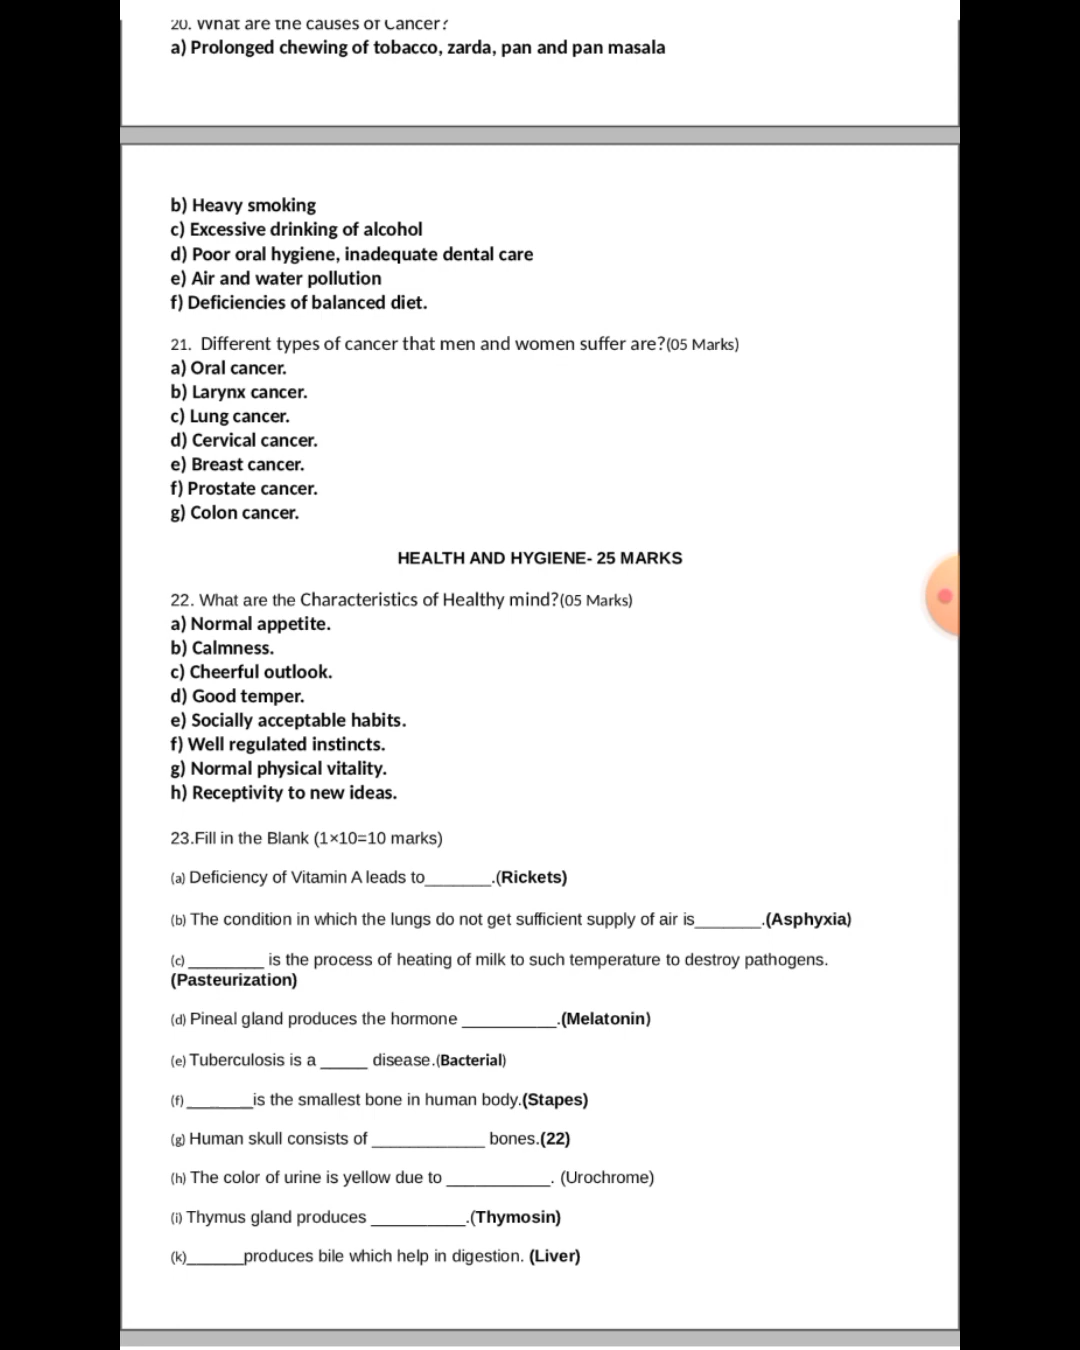 20. What are the causes of Cancer?
a) Prolonged chewing of tobacco, zarda, pan and pan masala
b) Heavy smoking
c) Excessive drinking of alcohol
d) Poor oral hygiene, inadequate dental care
e) Air and water pollution
f) Deficiencies of balanced diet.
21. Different types of cancer that men and women suffer are?(05 Marks)
a) Oral cancer.
b) Larynx cancer.
c) Lung cancer.
d) Cervical cancer.
e) Breast cancer.
f) Prostate cancer.
g) Colon cancer.
HEALTH AND HYGIENE- 25 MARKS
22. What are the Characteristics of Healthy mind?(05 Marks)
a) Normal appetite.
b) Calmness.
c) Cheerful outlook.
d) Good temper.
e) Socially acceptable habits.
f) Well regulated instincts.
g) Normal physical vitality.
h) Receptivity to new ideas.
23.Fill in the Blank (1×10=10 marks)
(a) Deficiency of Vitamin A leads to_______.(Rickets)
(b) The condition in which the lungs do not get sufficient supply of air is_______.(Asphyxia)
(c) ________ is the process of heating of milk to such temperature to destroy pathogens.
(Pasteurization)
(d) Pineal gland produces the hormone __________.(Melatonin)
(e) Tuberculosis is a _____ disease.(Bacterial)
(f)_______is the smallest bone in human body.(Stapes)
(g) Human skull consists of ____________ bones.(22)
(h) The color of urine is yellow due to ___________. (Urochrome)
(i) Thymus gland produces __________.(Thymosin)
(k)______produces bile which help in digestion. (Liver)